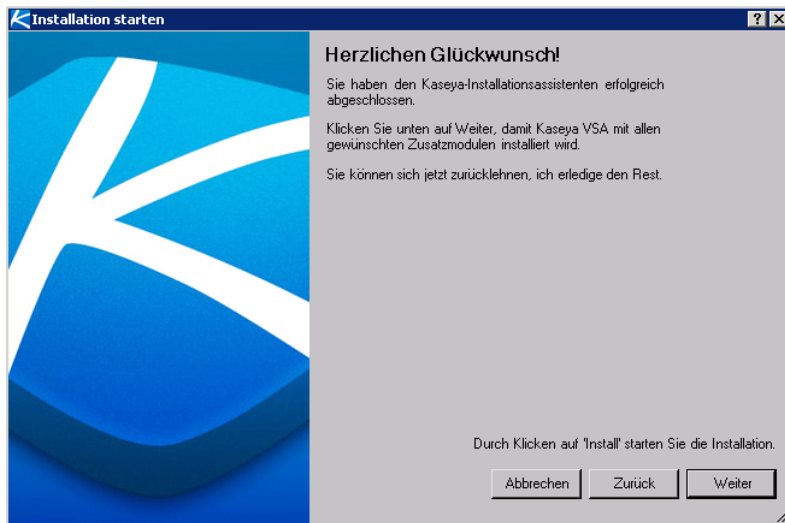 Installation starten
Herzlichen Glückwunsch!
Sie haben den Kaseya-Installationsassistenten erfolgreich
abgeschlossen.
Klicken Sie unten auf Weiter, damit Kaseya VSA mit allen
gewünschten Zusatzmodulen installiert wird.
Sie können sich jetzt zurücklehnen, ich erledige den Rest.
Durch Klicken auf 'Install' starten Sie die Installation.
Abbrechen Zurück Weiter